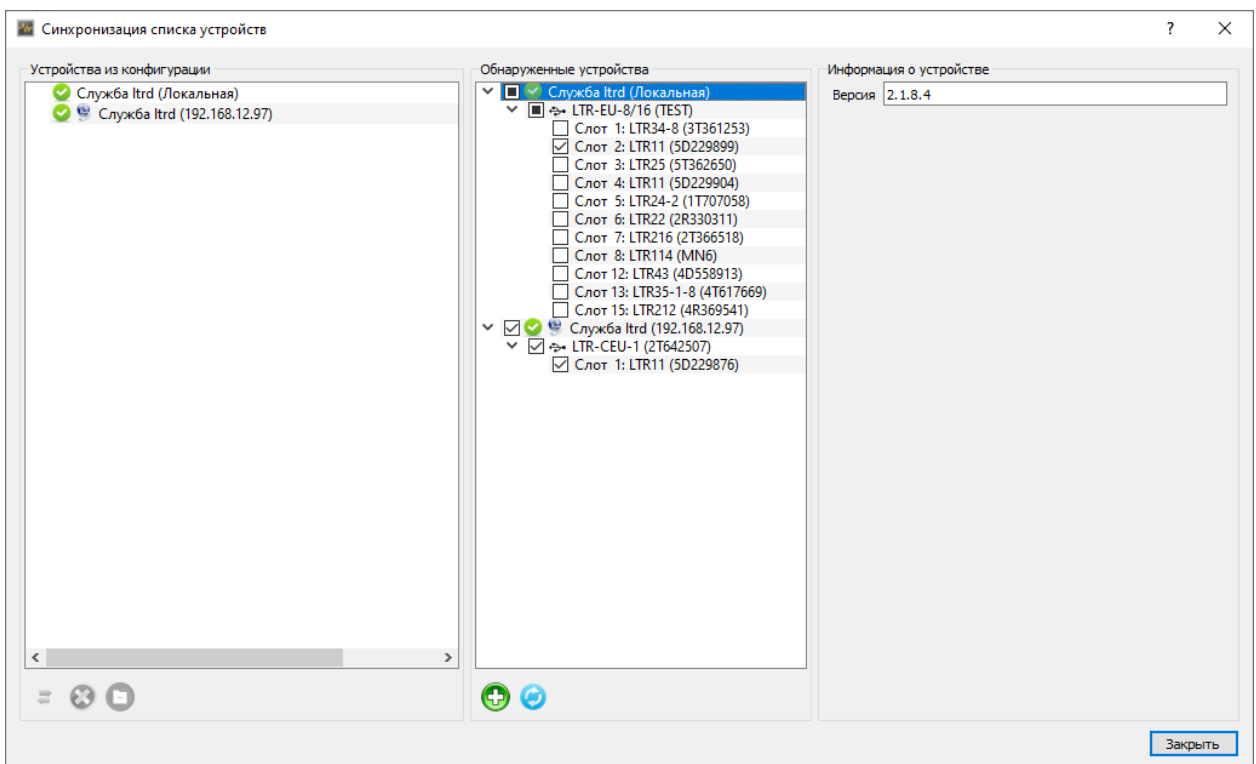 Синхронизация списка устройств
?
Устройства из конфигурации
Служба ltrd (Локальная)
Служба ltrd (192.168.12.97)
Обнаруженные устройства
Служба ltrd (Локальная)
LTR-EU-8/16 (TEST)
Слот 1: LTR34-8 (3T361253)
Слот 2: LTR11 (5D229899)
Слот 3: LTR25 (5T362650)
Слот 4: LTR11 (5D229904)
Слот 5: LTR24-2 (1T707058)
Слот 6: LTR22 (2R330311)
Слот 7: LTR216 (2T366518)
Слот 8: LTR114 (MN6)
Слот 12: LTR43 (4D558913)
Слот 13: LTR35-1-8 (4T617669)
Слот 15: LTR212 (4R369541)
Служба ltrd (192.168.12.97)
LTR-CEU-1 (2T642507)
Слот 1: LTR11 (5D229876)
Информация о устройстве
Версия 2.1.8.4
Закрыть